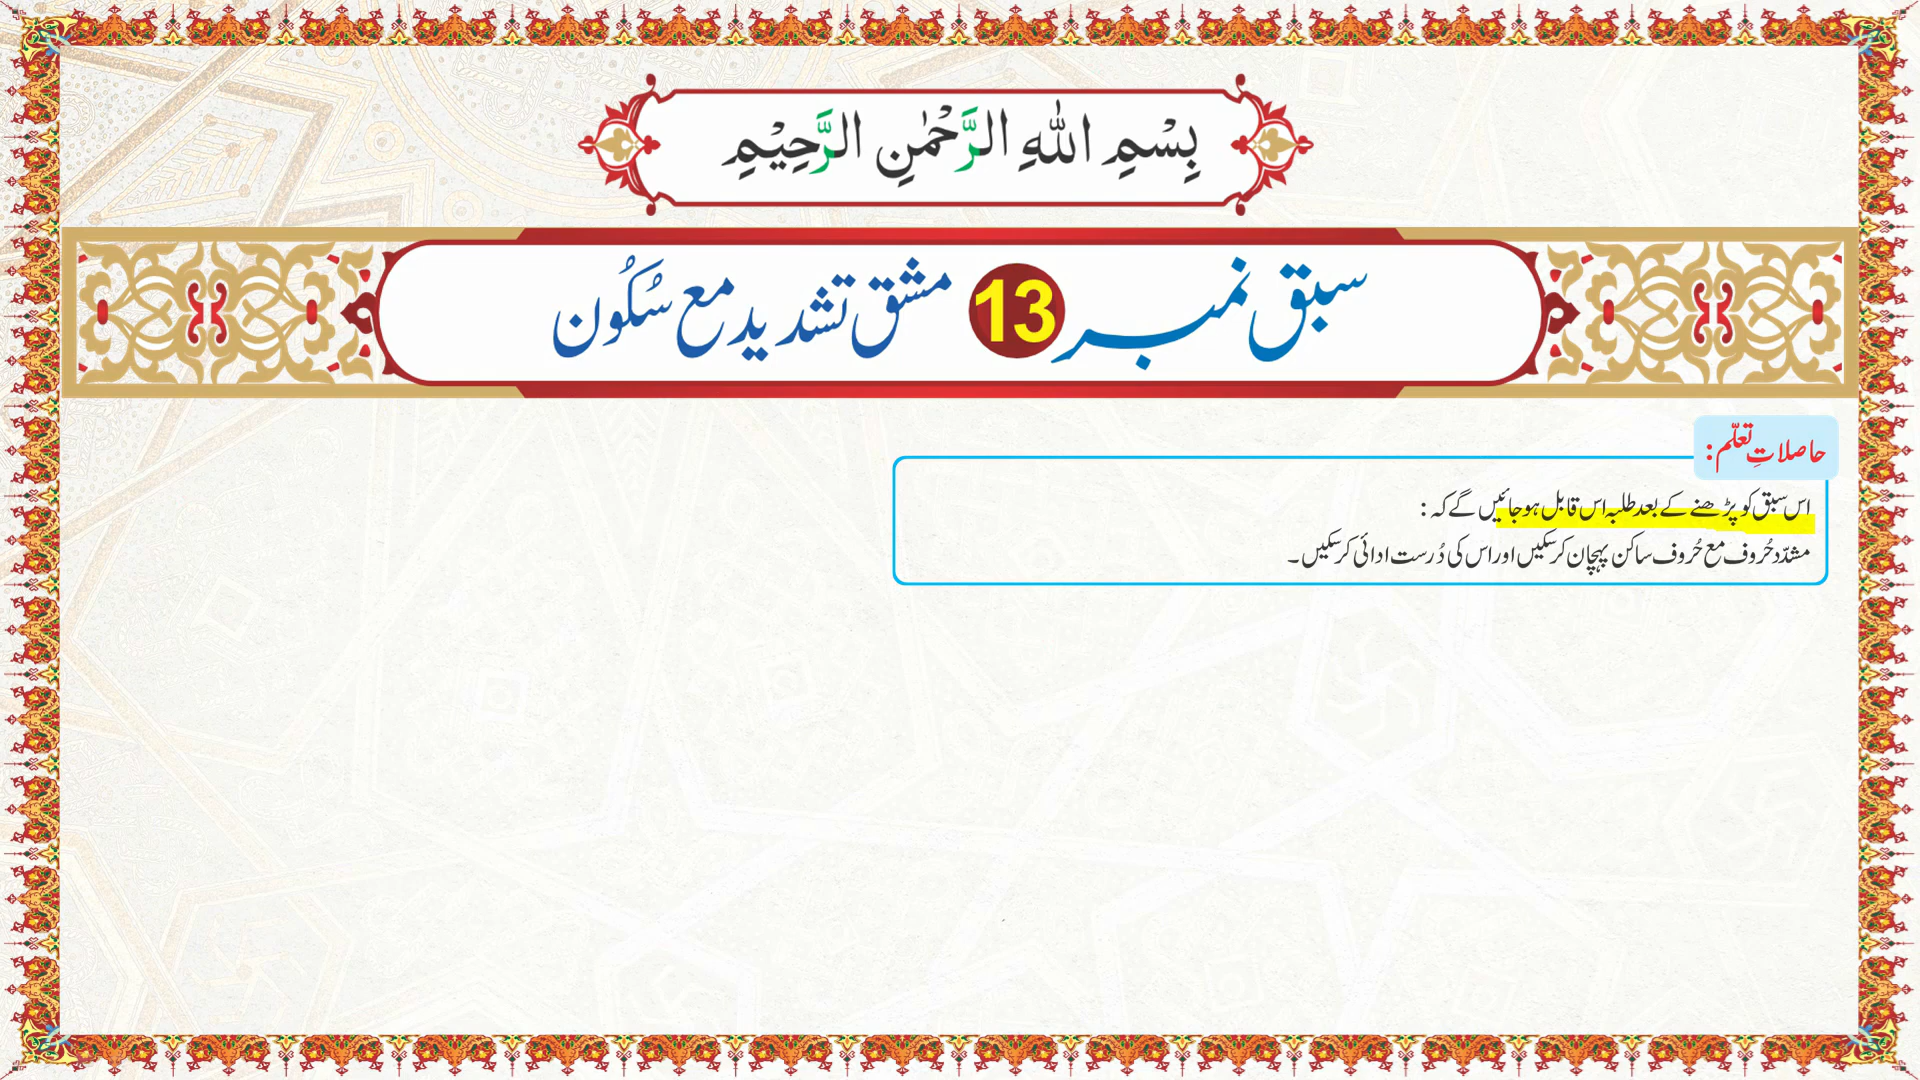 بِسْمِ اللّٰهِ الرَّحْمٰنِ الرَّحِيْمِ
سبق نمبر 13 مشق تشدید مع سُکُون
حاصلاتِ تعلّم:
اس سبق کو پڑھنے کے بعد طلبہ اس قابل ہو جائیں گے کہ :
مشدّد حُروف مع حُروف ساکن پہچان کر سکیں اور اس کی دُرست ادائی کر سکیں۔